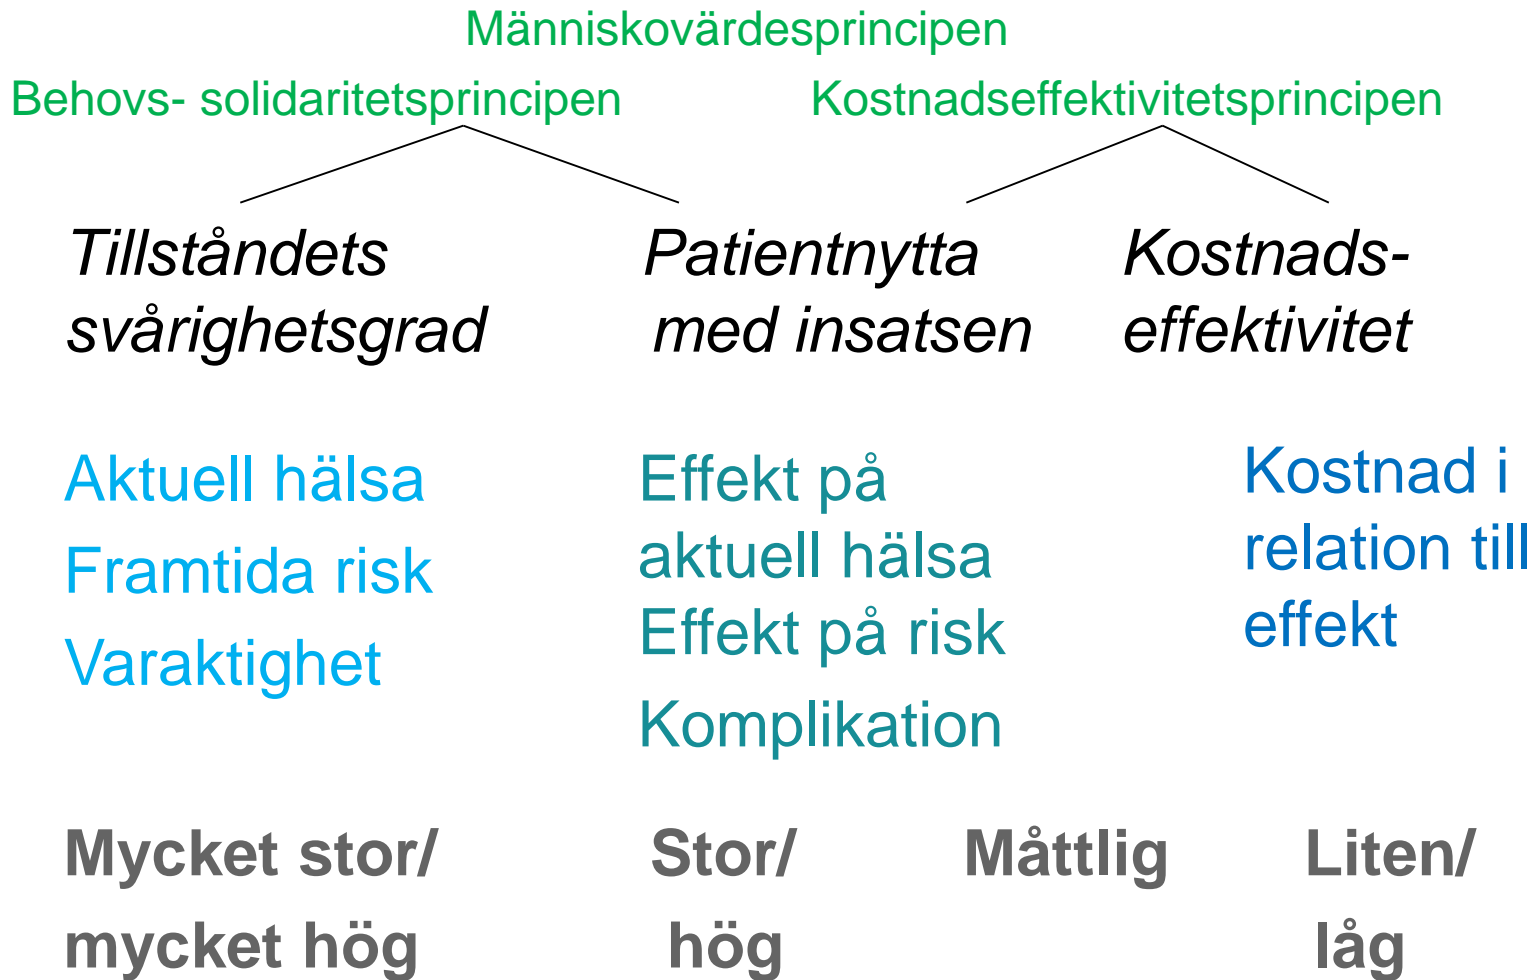 Människovärdesprincipen
Behovs- solidaritetsprincipen
Kostnadseffektivitetsprincipen
Tillståndets
svårighetsgrad
Patientnytta
med insatsen
Kostnads-
effektivitet
Aktuell hälsa
Framtida risk
Varaktighet
Effekt på
aktuell hälsa
Effekt på risk
Komplikation
Kostnad i
relation till
effekt
Mycket stor/
mycket hög
Stor/
hög
Måttlig
Liten/
låg